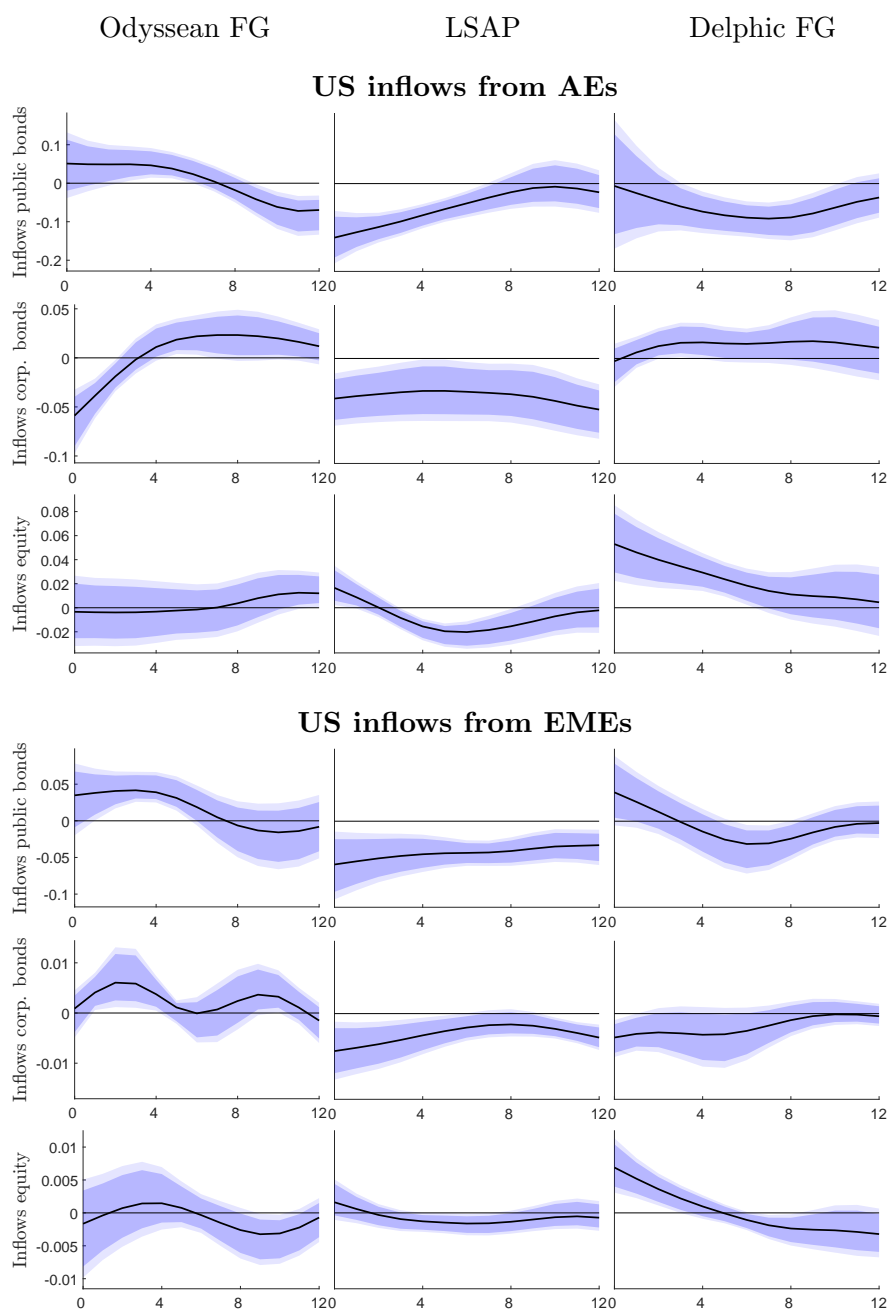 Odyssean FG LSAP Delphic FG
US inflows from AEs
Inflows public bonds
0.1
0
-0.1
-0.2
0 4 8 120 4 8 120 4 8 12
Inflows corp. bonds
0.05
0
-0.05
-0.1
0 4 8 120 4 8 120 4 8 12
Inflows equity
0.08
0.06
0.04
0.02
0
-0.02
0 4 8 120 4 8 120 4 8 12
US inflows from EMEs
Inflows public bonds
0.05
0
-0.05
-0.1
0 4 8 120 4 8 120 4 8 12
Inflows corp. bonds
0.01
0
-0.01
0 4 8 120 4 8 120 4 8 12
Inflows equity
0.01
0.005
0
-0.005
-0.01
0 4 8 120 4 8 120 4 8 12